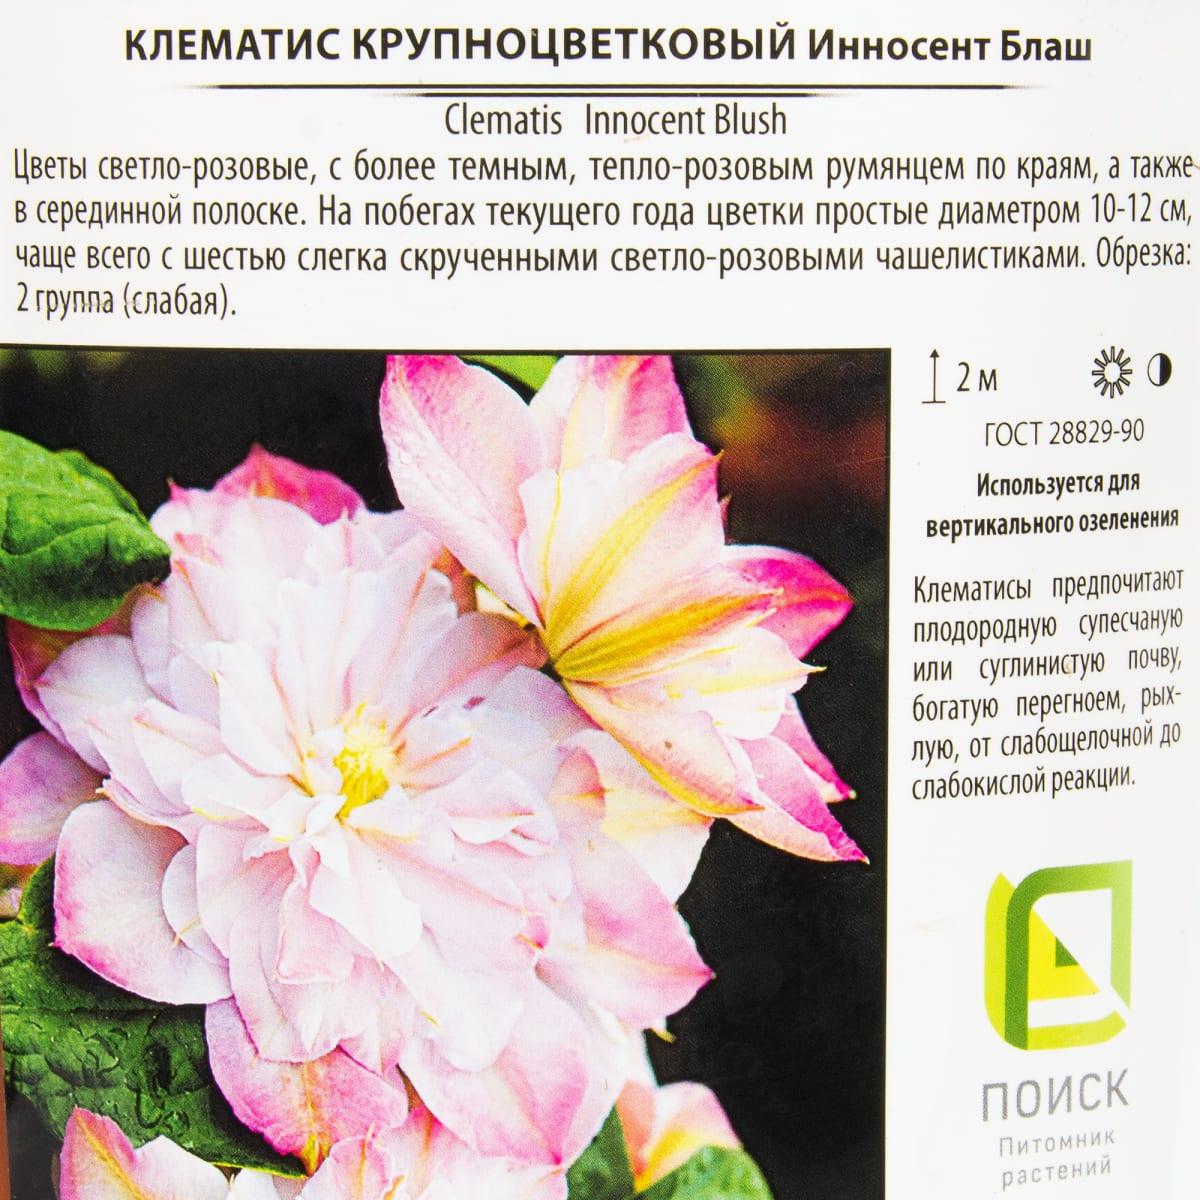 КЛЕМАТИС КРУПНОЦВЕТКОВЫЙ Инносент Блаш
Clematis Innocent Blush
Цветы светло-розовые, с более темным, тепло-розовым румянцем по краям, а также
в серединной полоске. На побегах текущего года цветки простые диаметром 10-12 см,
чаще всего с шестью слегка скрученными светло-розовыми чашелистиками. Обрезка:
2 группа (слабая).
2 м
ГОСТ 28829-90
Используется для
вертикального озеленения
Клематисы предпочитают
плодородную супесчаную
или суглинистую почву,
богатую перегноем, рых-
лую, от слабощелочной до
слабокислой реакции.
ПОИСК
Питомник
растений